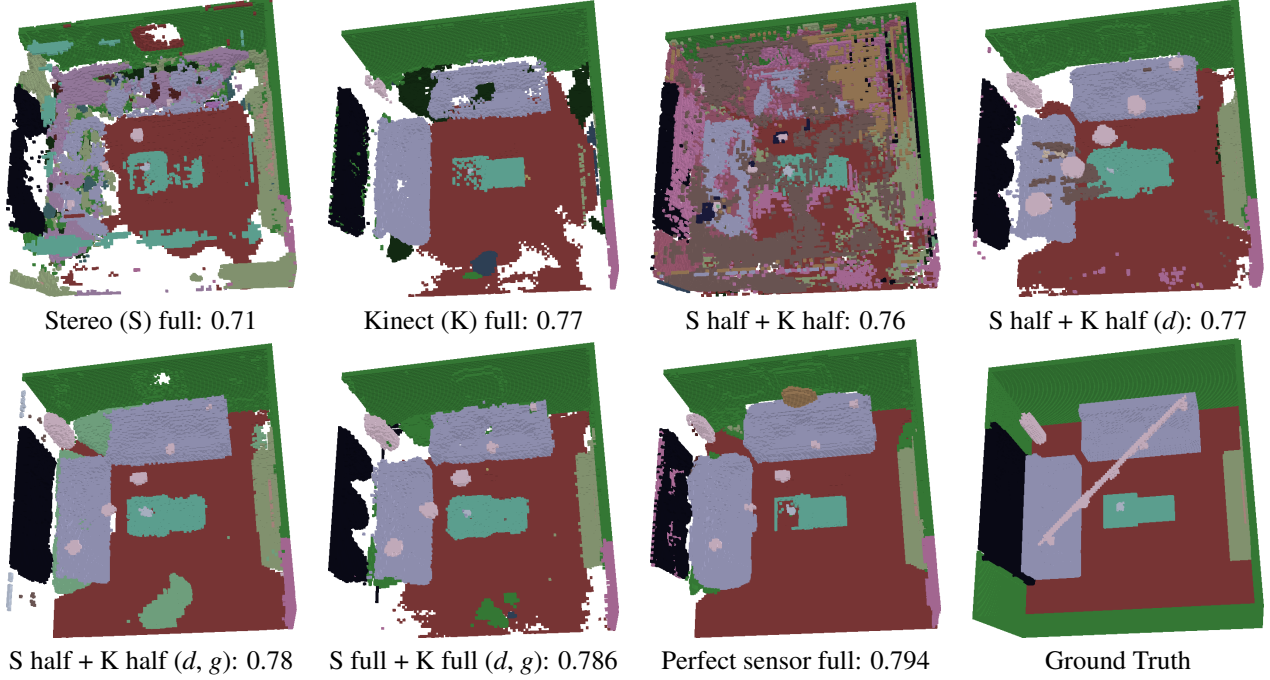 Stereo (S) full: 0.71
Kinect (K) full: 0.77
S half + K half: 0.76
S half + K half (d): 0.77
S half + K half (d, g): 0.78
S full + K full (d, g): 0.786
Perfect sensor full: 0.794
Ground Truth